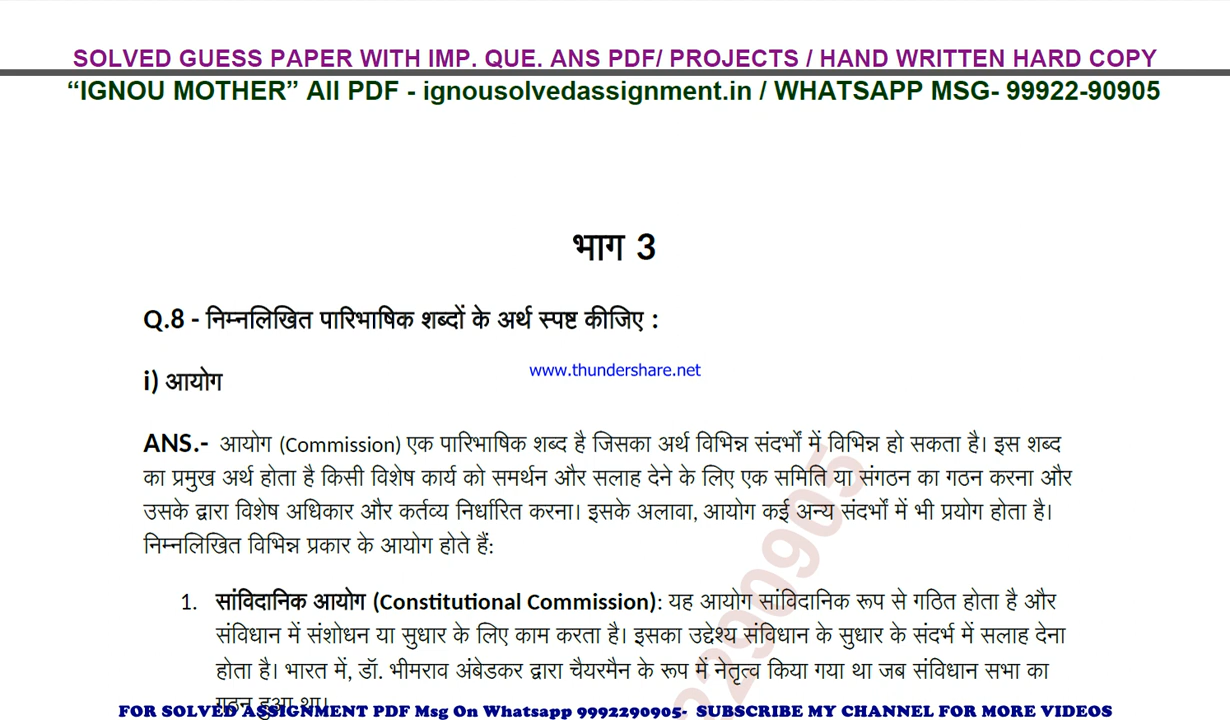 SOLVED GUESS PAPER WITH IMP. QUE. ANS PDF/ PROJECTS / HAND WRITTEN HARD COPY
“IGNOU MOTHER” All PDF - ignousolvedassignment.in / WHATSAPP MSG- 99922-90905
भाग 3
Q.8 - निम्नलिखित पारिभाषिक शब्दों के अर्थ स्पष्ट कीजिए :
www.thundershare.net
i) आयोग
ANS.- आयोग (Commission) एक पारिभाषिक शब्द है जिसका अर्थ विभिन्न संदर्भों में विभिन्न हो सकता है। इस शब्द
का प्रमुख अर्थ होता है किसी विशेष कार्य को समर्थन और सलाह देने के लिए एक समिति या संगठन का गठन करना और
उसके द्वारा विशेष अधिकार और कर्तव्य निर्धारित करना। इसके अलावा, आयोग कई अन्य संदर्भों में भी प्रयोग होता है।
निम्नलिखित विभिन्न प्रकार के आयोग होते हैं:
1. सांविदानिक आयोग (Constitutional Commission): यह आयोग सांविदानिक रूप से गठित होता है और
संविधान में संशोधन या सुधार के लिए काम करता है। इसका उद्देश्य संविधान के सुधार के संदर्भ में सलाह देना
होता है। भारत में, डॉ. भीमराव अंबेडकर द्वारा चैयरमैन के रूप में नेतृत्व किया गया था जब संविधान सभा का
गठन हुआ था।
FOR SOLVED ASSIGNMENT PDF Msg On Whatsapp 9992290905- SUBSCRIBE MY CHANNEL FOR MORE VIDEOS
2290905